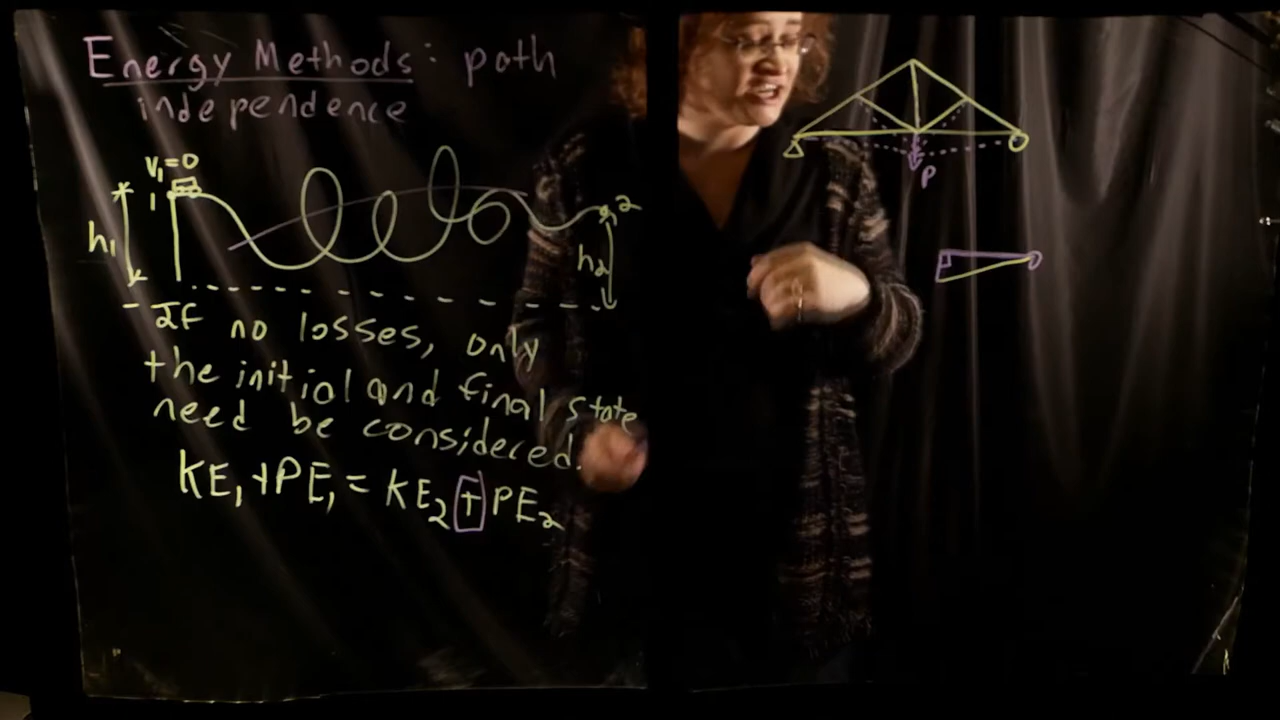 Energy Methods: path
independence
V₁=0
1
h₁
2
h₂
If no losses, only
the initial and final state
need be considered.
KE₁+PE₁=KE₂+PE₂
P